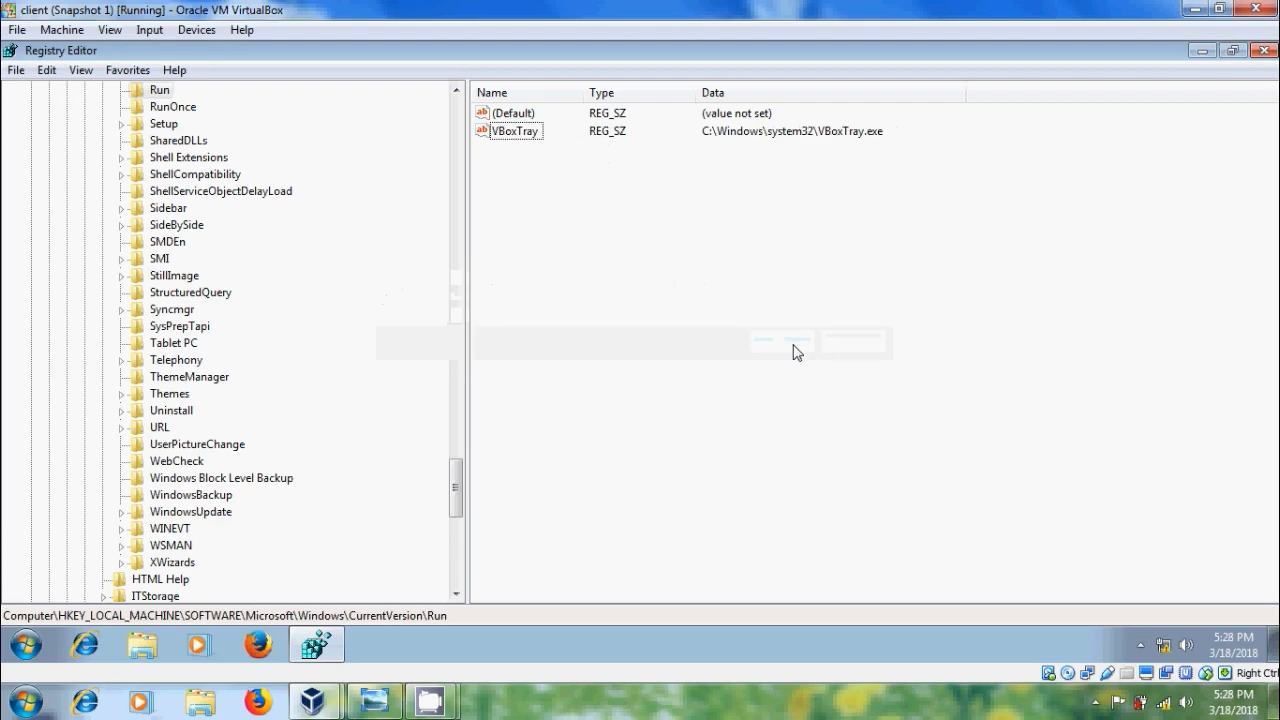 client (Snapshot 1) [Running] - Oracle VM VirtualBox
File Machine View Input Devices Help
Registry Editor
File Edit View Favorites Help
Run
RunOnce
Setup
SharedDLLs
Shell Extensions
ShellCompatibility
ShellServiceObjectDelayLoad
Sidebar
SideBySide
SMDEn
SMI
StillImage
StructuredQuery
Syncmgr
SysPrepTapi
Tablet PC
Telephony
ThemeManager
Themes
Uninstall
URL
UserPictureChange
WebCheck
Windows Block Level Backup
WindowsBackup
WindowsUpdate
WINEVT
WSMAN
XWizards
HTML Help
ITStorage
Name Type Data
(Default) REG_SZ (value not set)
VBoxTray REG_SZ C:\Windows\system32\VBoxTray.exe
Computer\HKEY_LOCAL_MACHINE\SOFTWARE\Microsoft\Windows\CurrentVersion\Run
5:28 PM
3/18/2018
Right Ctrl
5:28 PM
3/18/2018